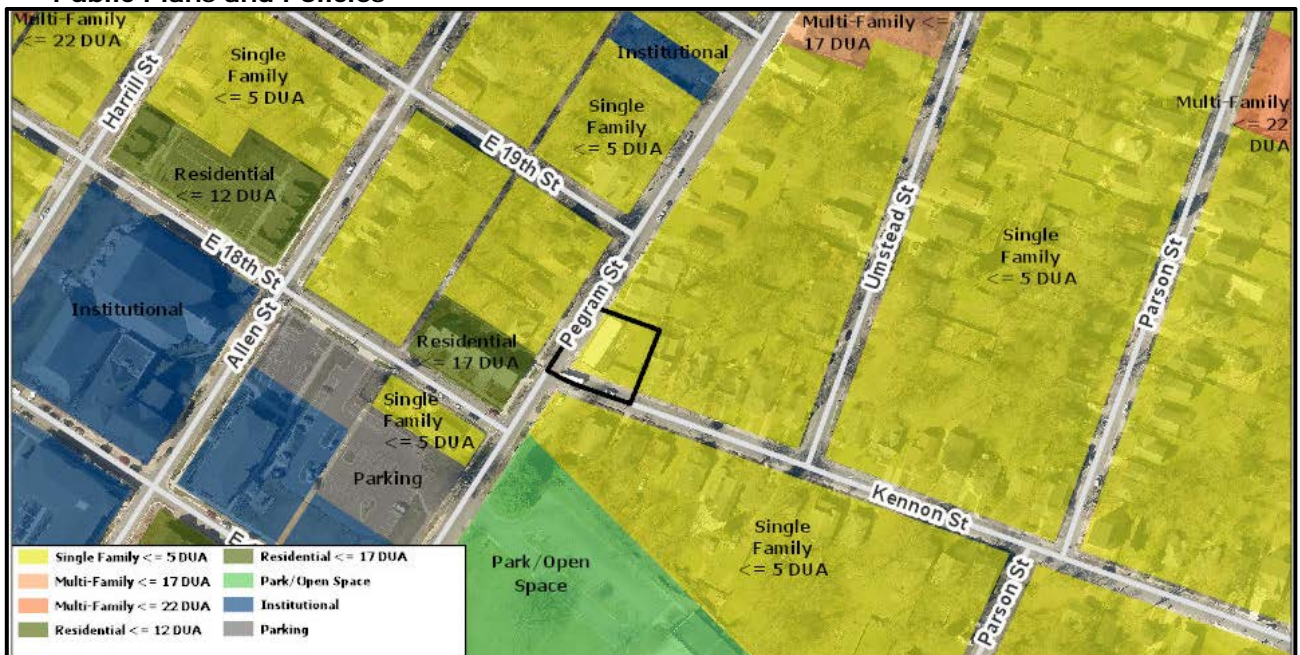 Public Plans and Policies
Multi-Family
<= 22 DUA
Harrill St
Single
Family
<= 5 DUA
Institutional
Multi-Family <=
17 DUA
Single
Family
<= 5 DUA
Multi-Family
<= 22
DUA
E 19th St
Residential
<= 12 DUA
E 18th St
Umstead St
Single
Family
<= 5 DUA
Parson St
Institutional
Allen St
Pegram St
Residential
<= 17 DUA
Single
Family
<= 5 DUA
Parking
Kennon St
Single
Family
<= 5 DUA
Park/Open
Space
Parson St
E
Single Family <= 5 DUA
Multi-Family <= 17 DUA
Multi-Family <= 22 DUA
Residential <= 12 DUA
Residential <= 17 DUA
Park/Open Space
Institutional
Parking